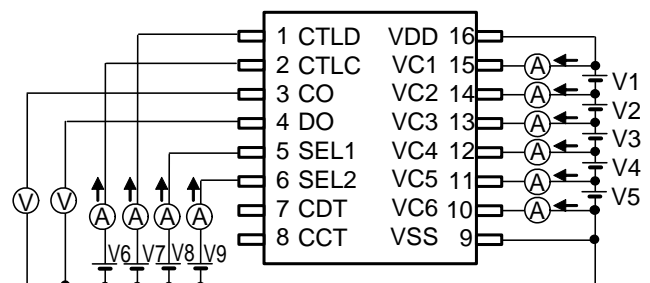 1 CTLD VDD 16
2 CTLC VC1 15 A V1
3 CO VC2 14 A V2
4 DO VC3 13 A V3
5 SEL1 VC4 12 A V4
6 SEL2 VC5 11 A V5
V V A A A A 7 CDT VC6 10 A
V6 V7 V8 V9 8 CCT VSS 9